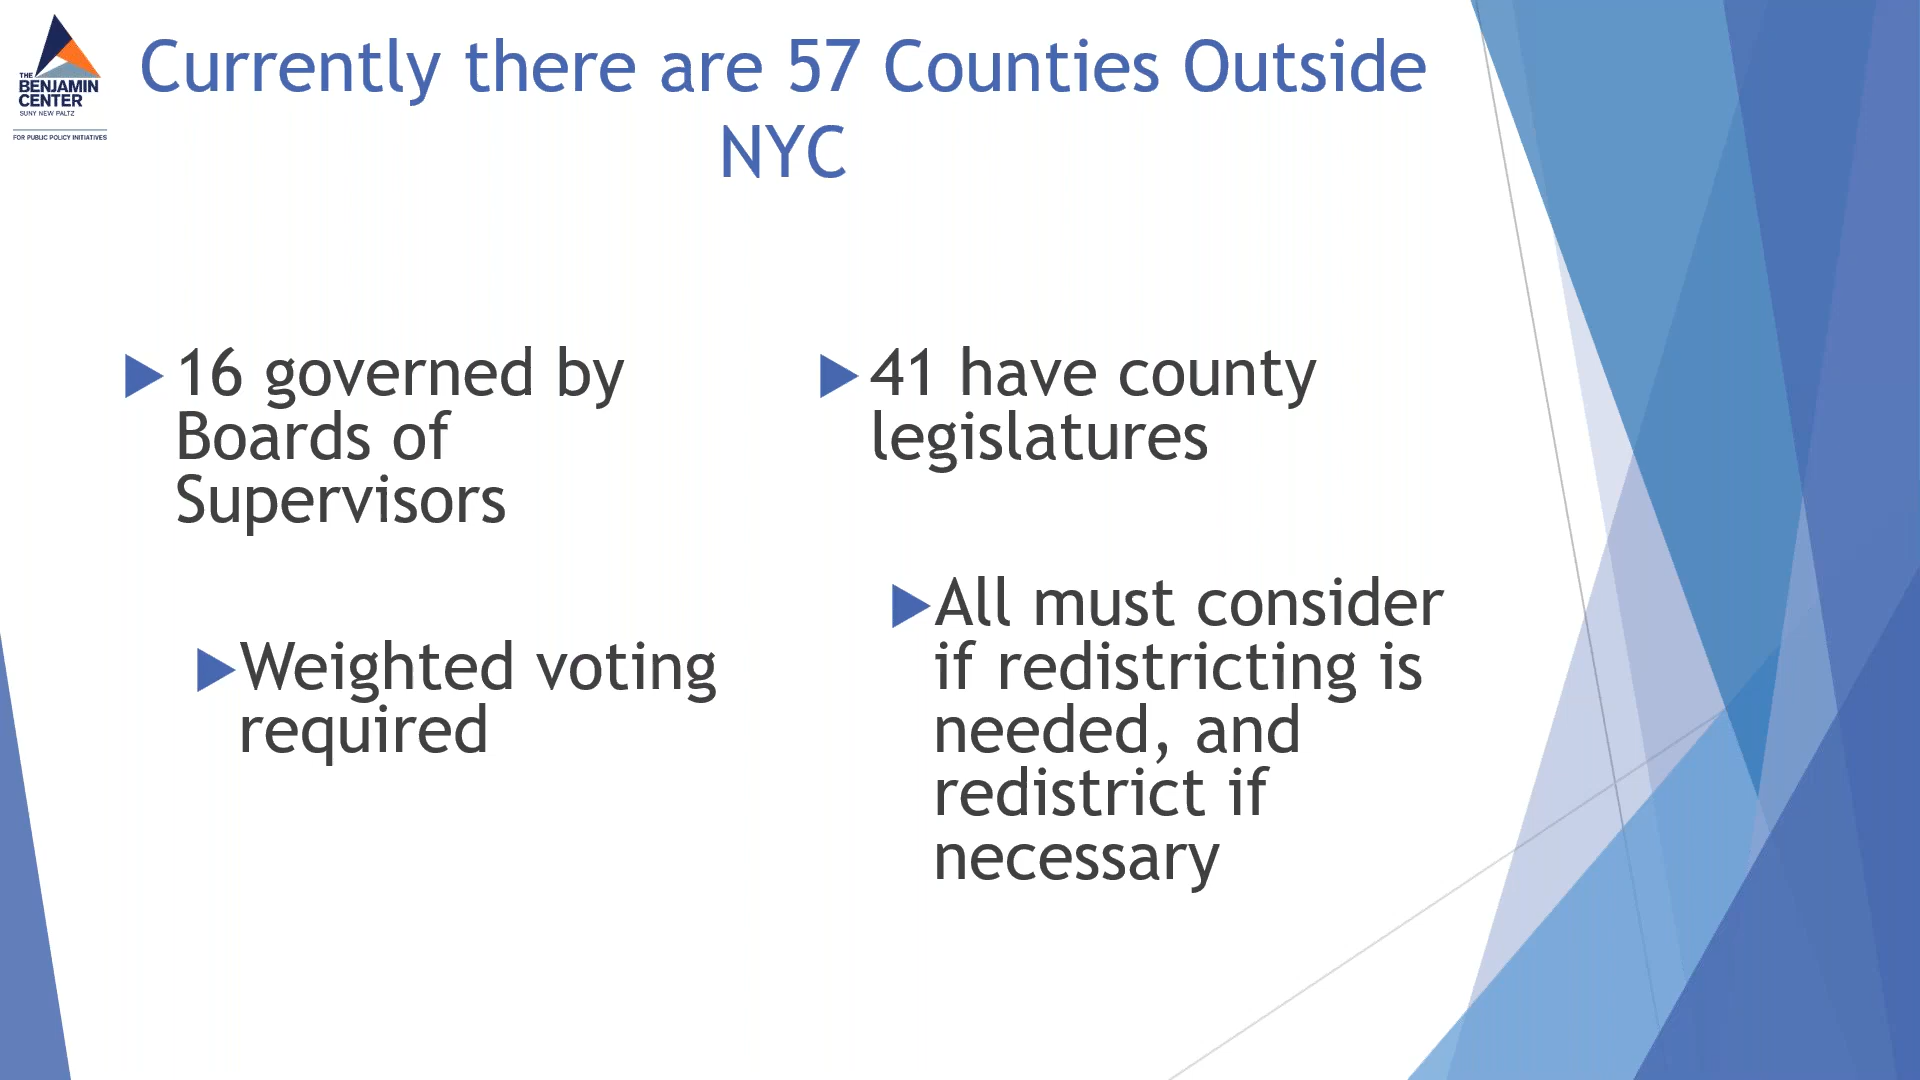 THE
BENJAMIN
CENTER
SUNY NEW PALTZ
FOR PUBLIC POLICY INITIATIVES
Currently there are 57 Counties Outside
NYC
16 governed by
Boards of
Supervisors
Weighted voting
required
41 have county
legislatures
All must consider
if redistricting is
needed, and
redistrict if
necessary